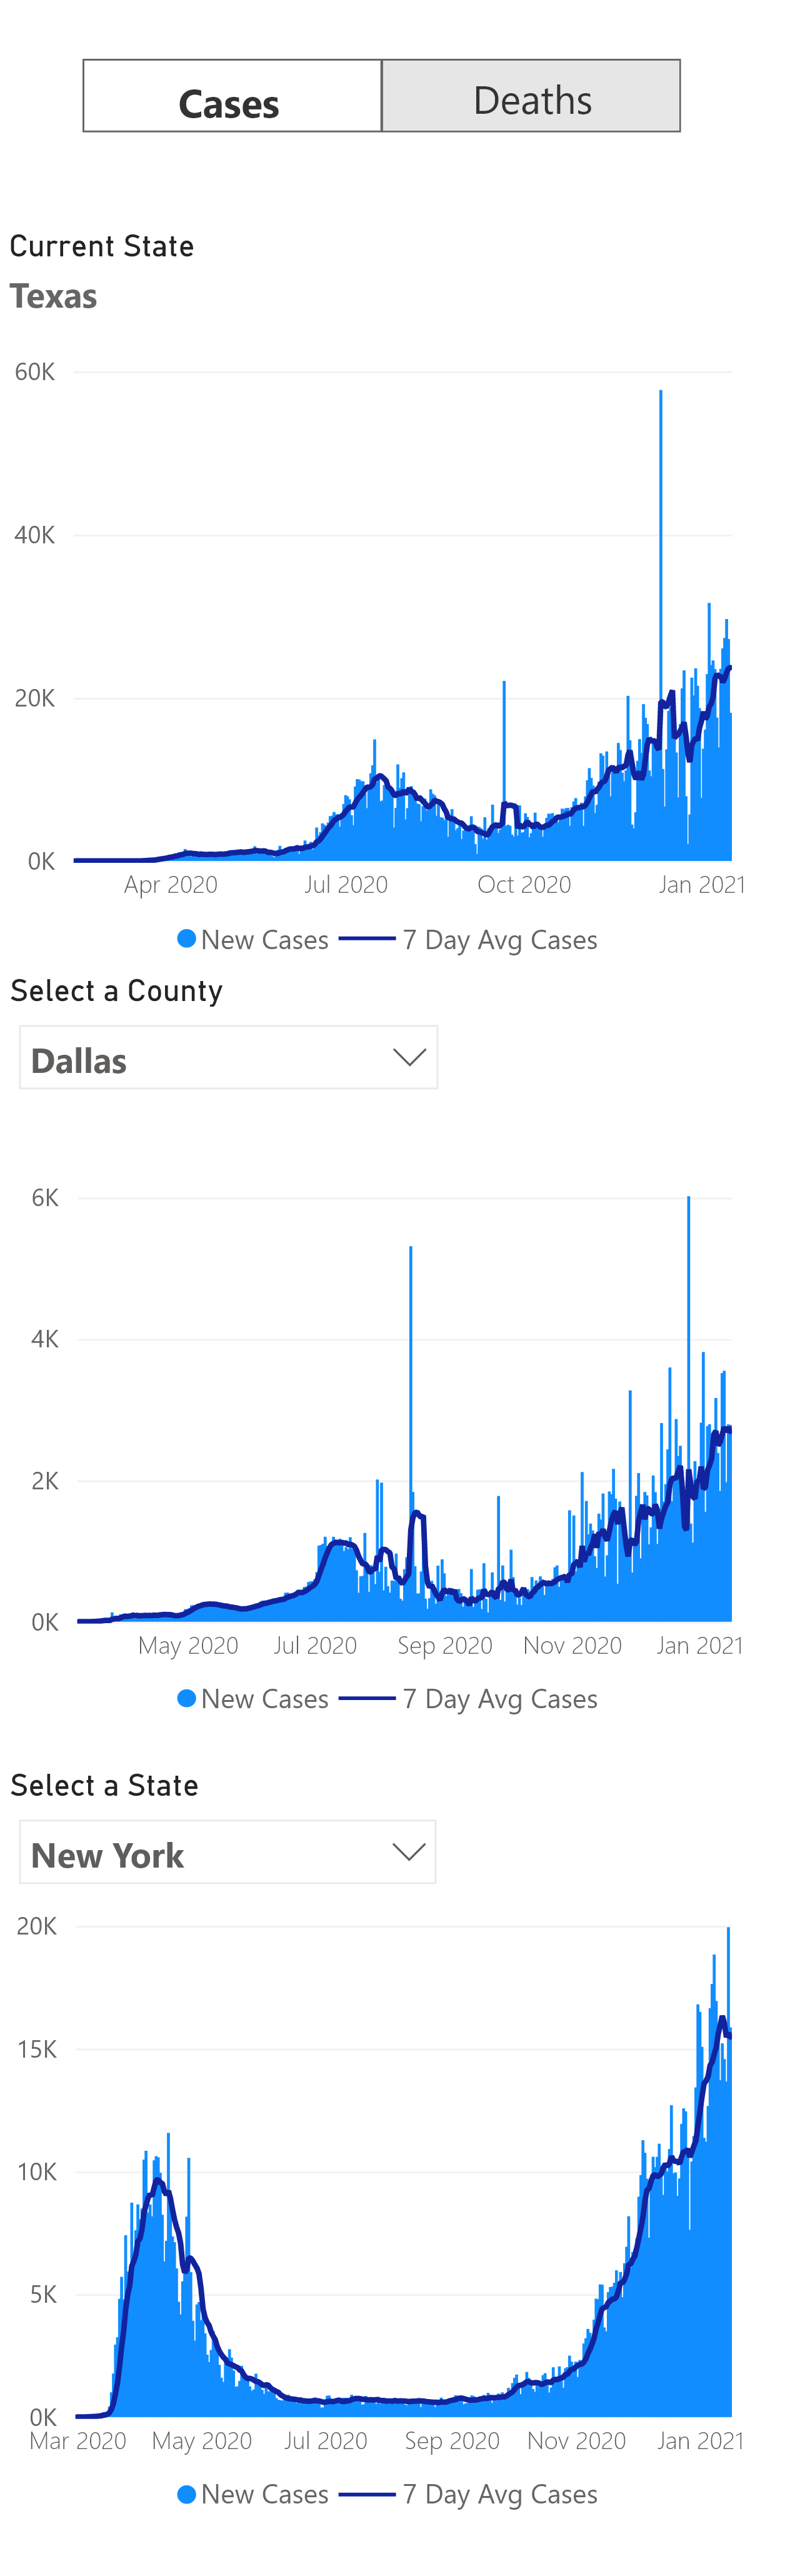 Cases Deaths
Current State
Texas
60K
40K
20K
0K
Apr 2020 Jul 2020 Oct 2020 Jan 2021
New Cases 7 Day Avg Cases
Select a County
Dallas
6K
4K
2K
0K
May 2020 Jul 2020 Sep 2020 Nov 2020 Jan 2021
New Cases 7 Day Avg Cases
Select a State
New York
20K
15K
10K
5K
0K
Mar 2020 May 2020 Jul 2020 Sep 2020 Nov 2020 Jan 2021
New Cases 7 Day Avg Cases